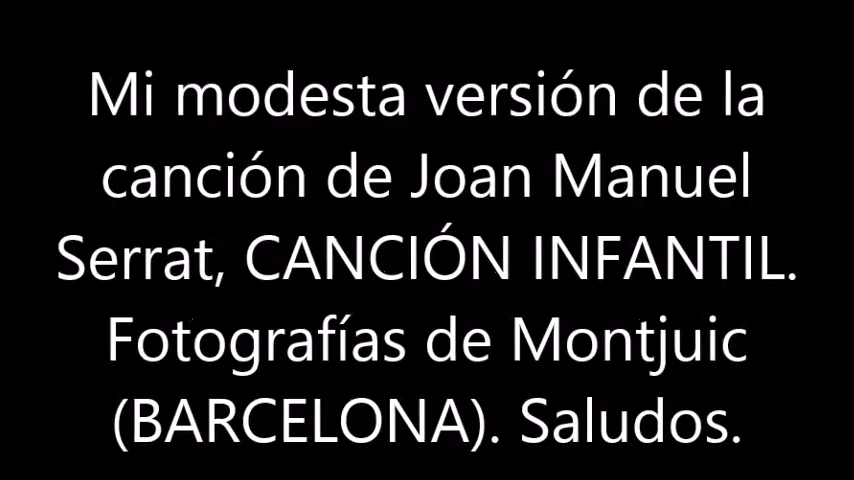 Mi modesta versión de la
canción de Joan Manuel
Serrat, CANCIÓN INFANTIL.
Fotografías de Montjuic
(BARCELONA). Saludos.